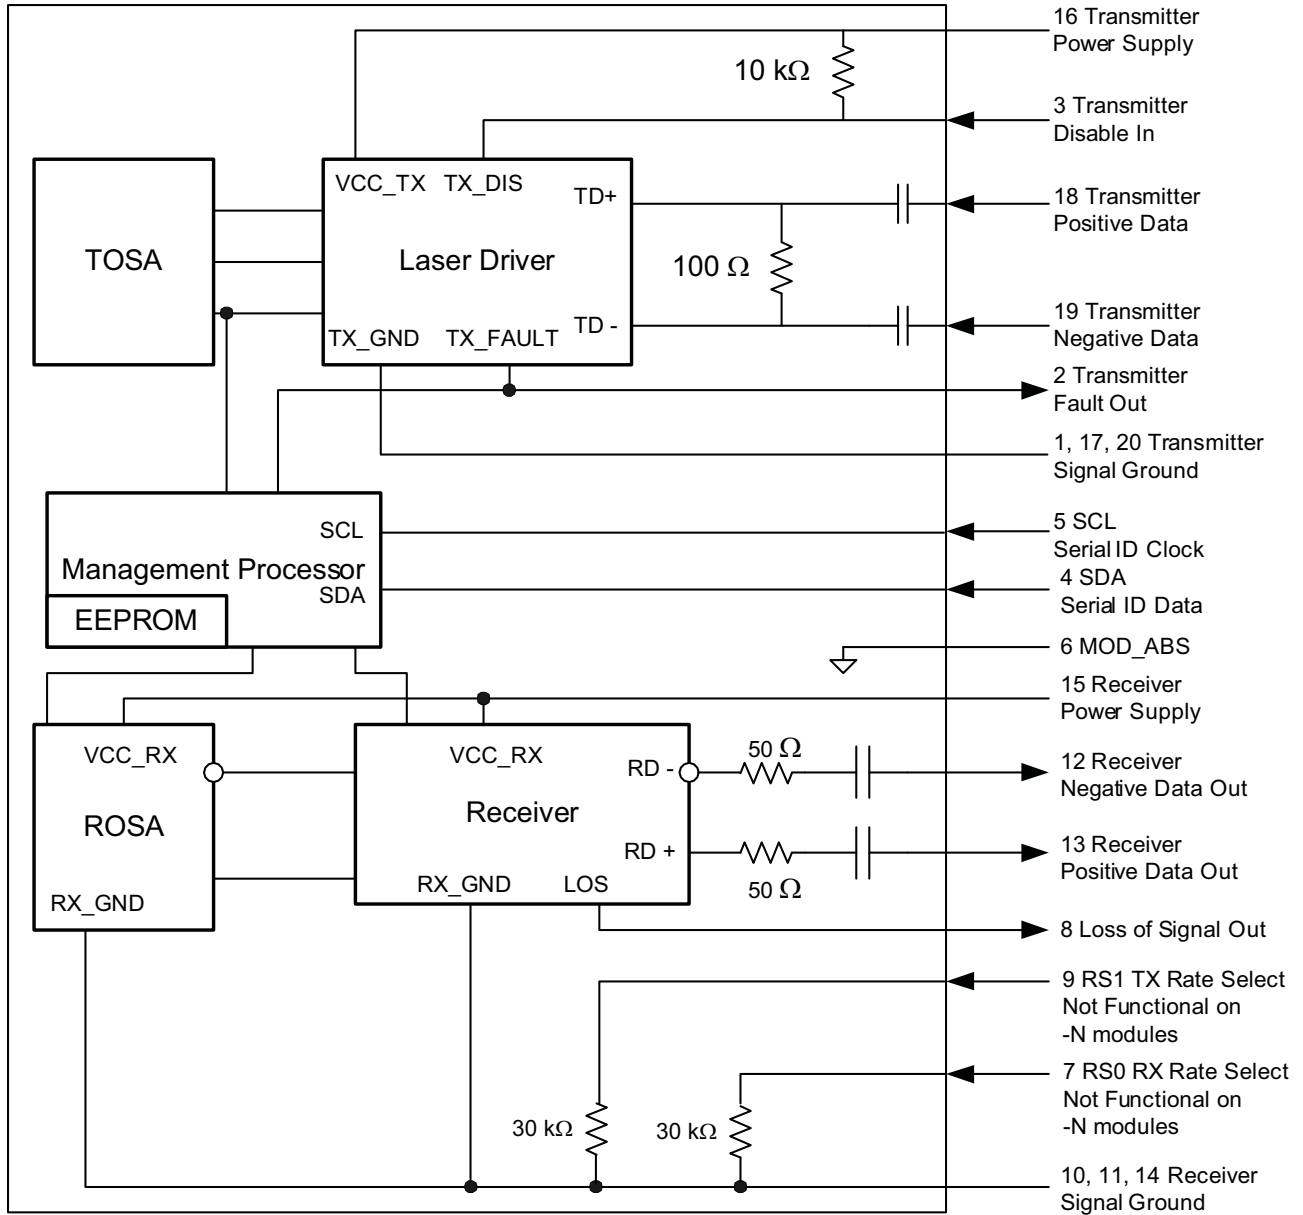 16 Transmitter
Power Supply
10 kΩ
3 Transmitter
Disable In
VCC_TX TX_DIS
TD+
18 Transmitter
Positive Data
TOSA
Laser Driver
100 Ω
TX_GND TX_FAULT
TD -
19 Transmitter
Negative Data
2 Transmitter
Fault Out
1, 17, 20 Transmitter
Signal Ground
SCL
5 SCL
Serial ID Clock
Management Processor
SDA
4 SDA
Serial ID Data
EEPROM
6 MOD_ABS
15 Receiver
Power Supply
VCC_RX
VCC_RX
RD -
50 Ω
12 Receiver
Negative Data Out
ROSA
Receiver
RD +
50 Ω
13 Receiver
Positive Data Out
RX_GND
RX_GND LOS
8 Loss of Signal Out
9 RS1 TX Rate Select
Not Functional on
-N modules
7 RS0 RX Rate Select
Not Functional on
-N modules
30 kΩ
30 kΩ
10, 11, 14 Receiver
Signal Ground